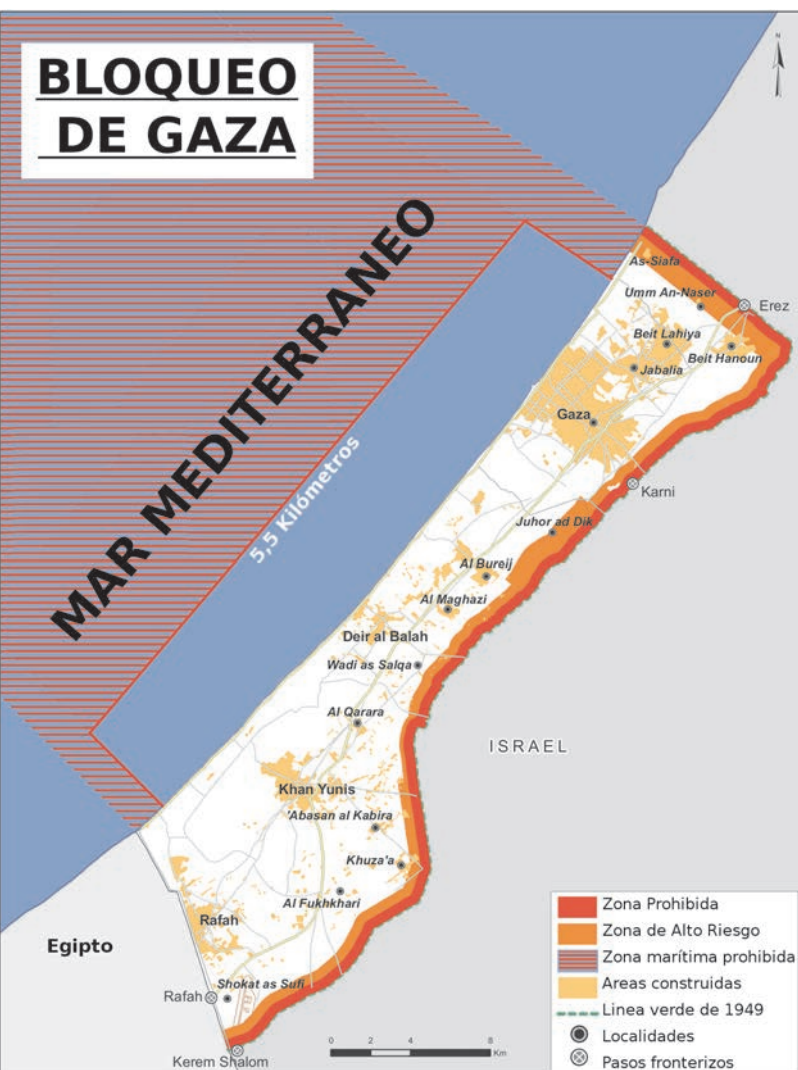 BLOQUEO
DE GAZA
N
MAR MEDITERRANEO
5,5 Kilómetros
As-Siafa
Umm An-Naser
Erez
Beit Lahiya
Beit Hanoun
Jabalia
Gaza
Karni
Juhor ad Dik
Al Bureij
Al Maghazi
Deir al Balah
Wadi as Salqa
Al Qarara
ISRAEL
Khan Yunis
'Abasan al Kabira
Khuza'a
Al Fukhkhari
Rafah
Egipto
Shokat as Sufi
Rafah
Kerem Shalom
0 2 4 8
Km
Zona Prohibida
Zona de Alto Riesgo
Zona marítima prohibida
Areas construidas
Linea verde de 1949
Localidades
Pasos fronterizos